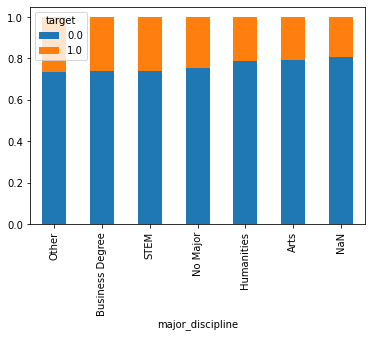 target
0.0
1.0
1.0
0.8
0.6
0.4
0.2
0.0
Other
Business Degree
STEM
No Major
Humanities
Arts
NaN
major_discipline